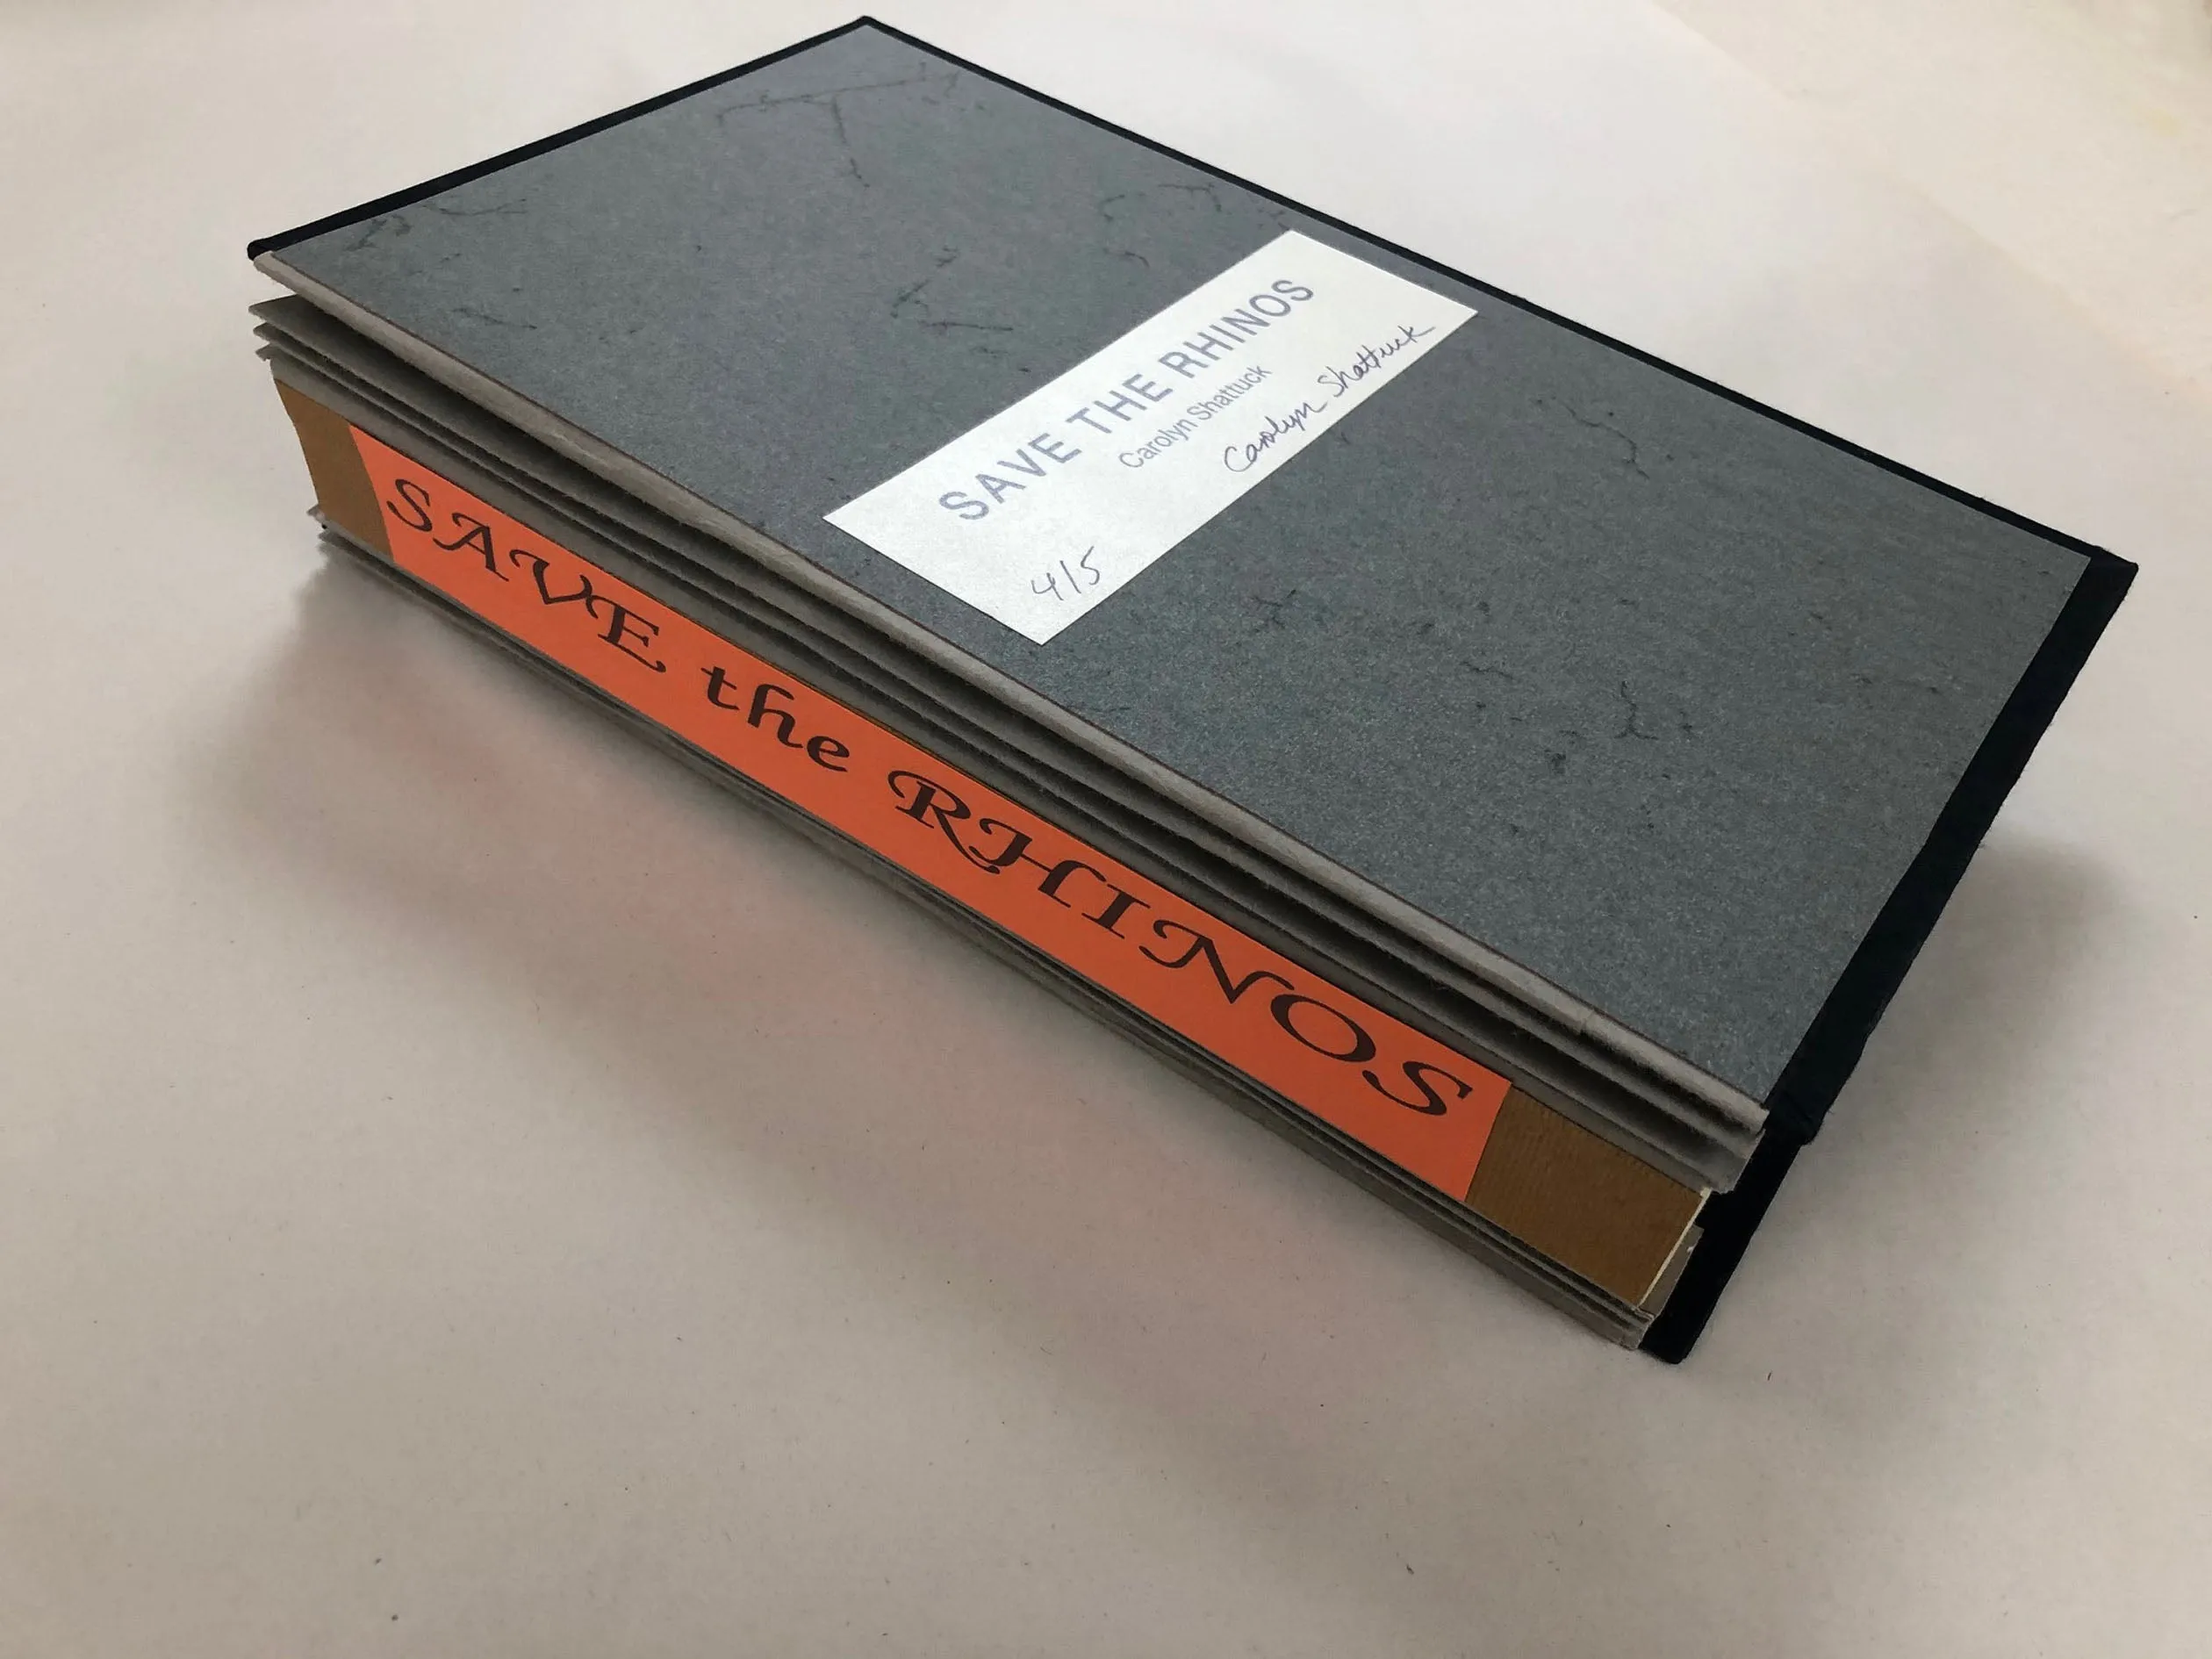 SAVE THE RHINOS
Carolyn Shattuck
Carolyn Shattuck
4/5
SAVE the RHINOS